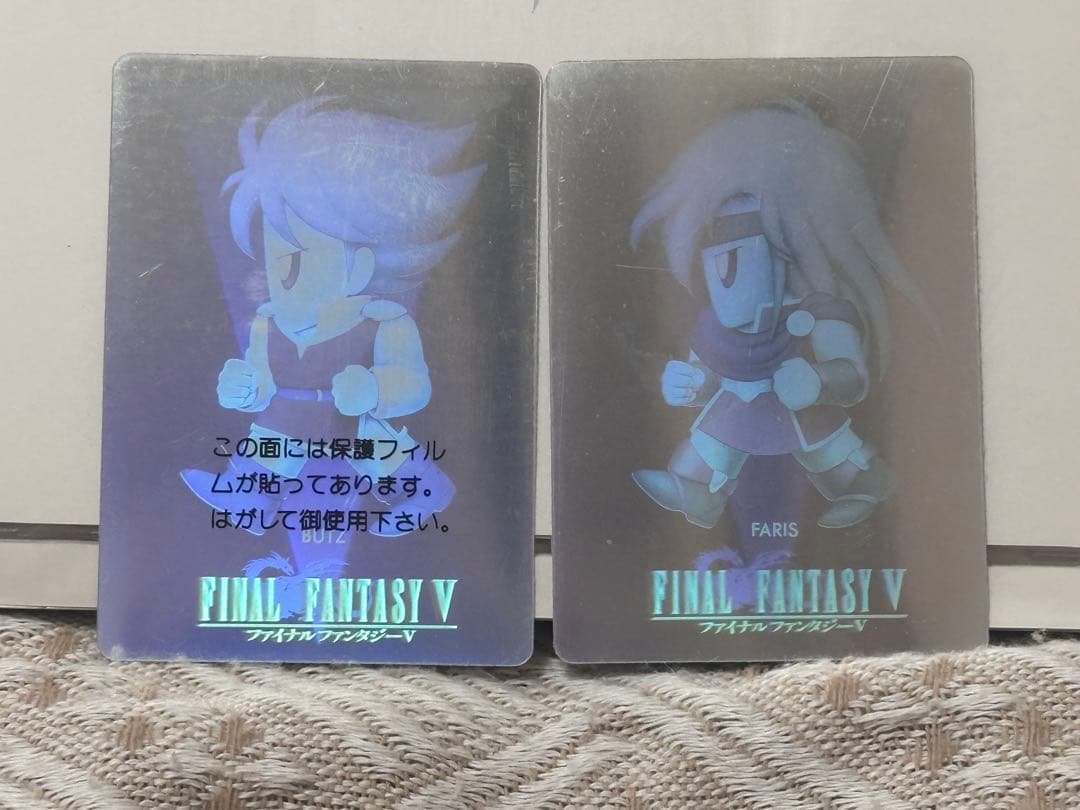 この面には保護フィル
ムが貼ってあります。
はがして御使用下さい。
BUTZ
FINAL FANTASY V
ファイナルファンタジーV
FARIS
FINAL FANTASY V
ファイナルファンタジーV